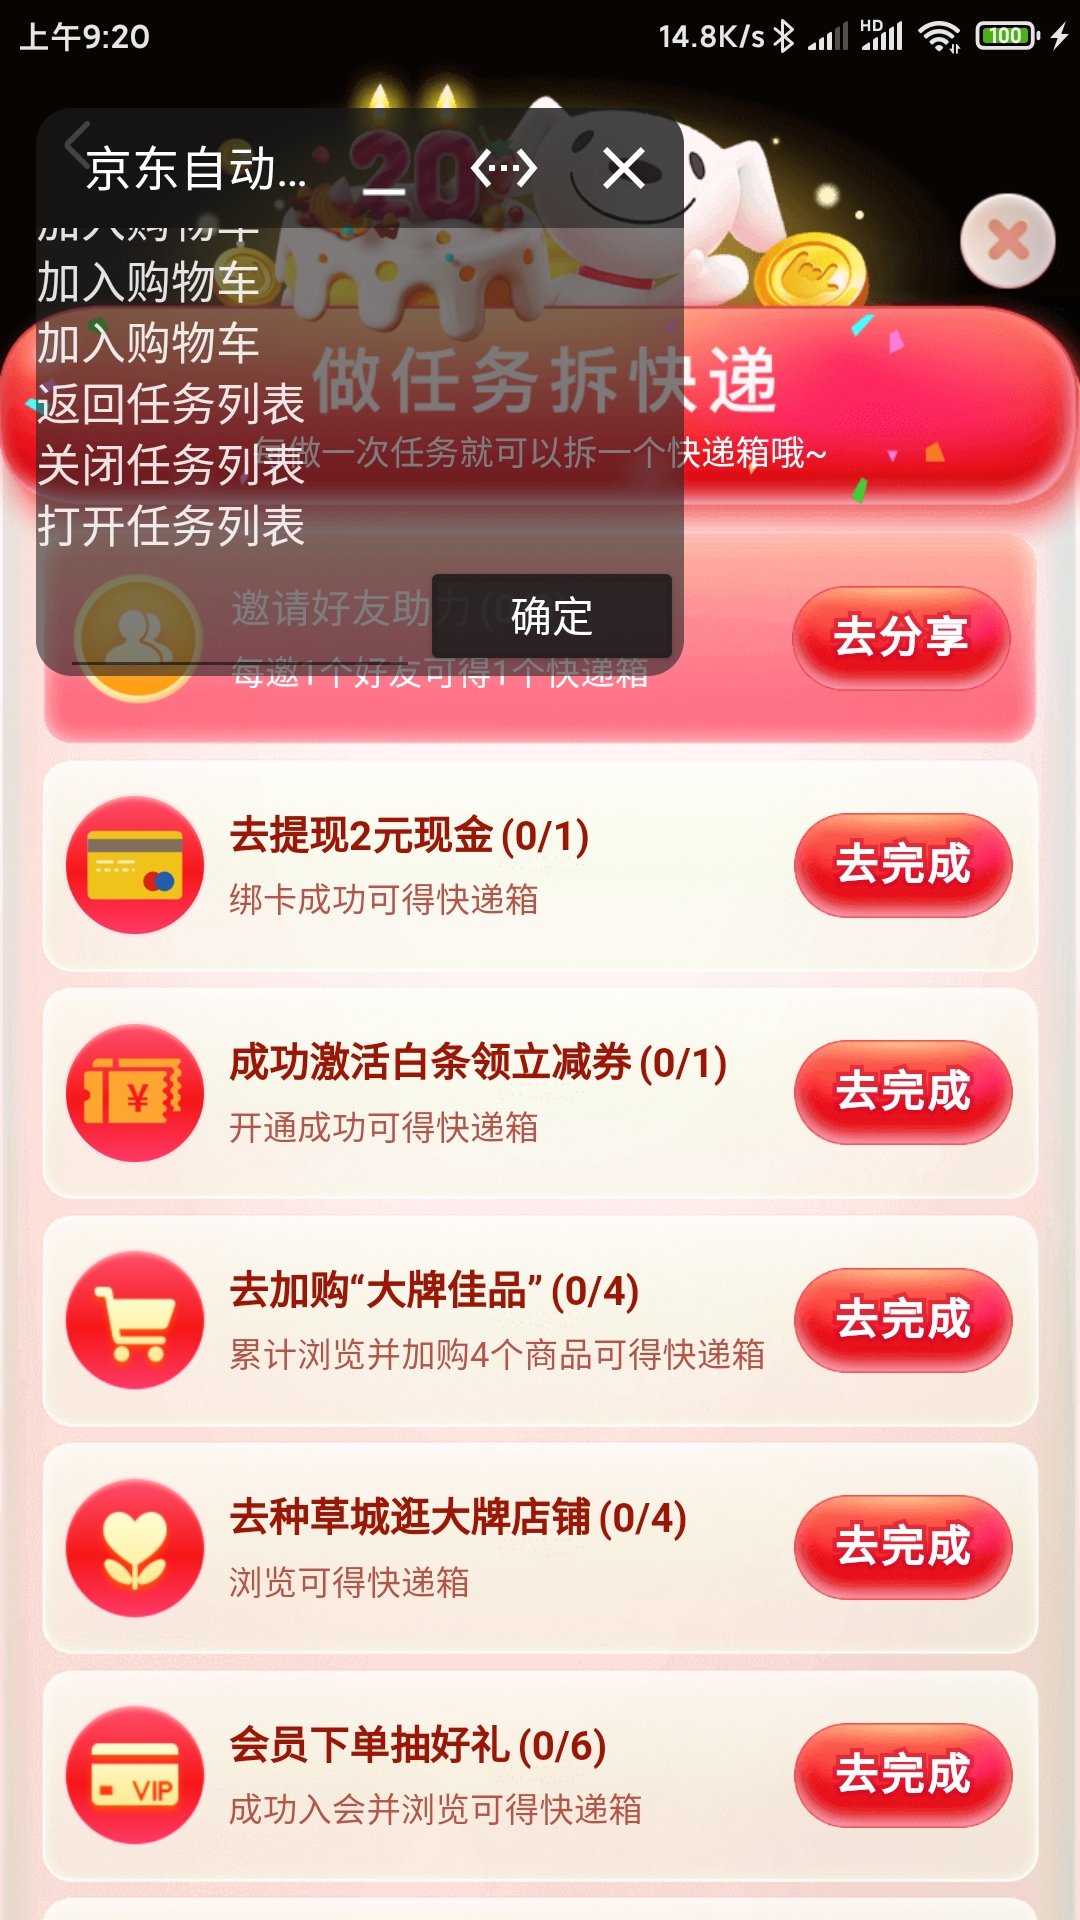 上午9:20
14.8K/s
HD
100
20
京东自动...
加入购物车
加入购物车
加入购物车
返回任务列表
关闭任务列表
打开任务列表
确定
做任务拆快递
每做一次任务就可以拆一个快递箱哦~
邀请好友助力
每邀1个好友可得1个快递箱
去分享
去提现2元现金(0/1)
绑卡成功可得快递箱
去完成
成功激活白条领立减券(0/1)
开通成功可得快递箱
去完成
¥
去加购“大牌佳品”(0/4)
累计浏览并加购4个商品可得快递箱
去完成
去种草城逛大牌店铺(0/4)
浏览可得快递箱
去完成
会员下单抽好礼(0/6)
成功入会并浏览可得快递箱
去完成
VIP